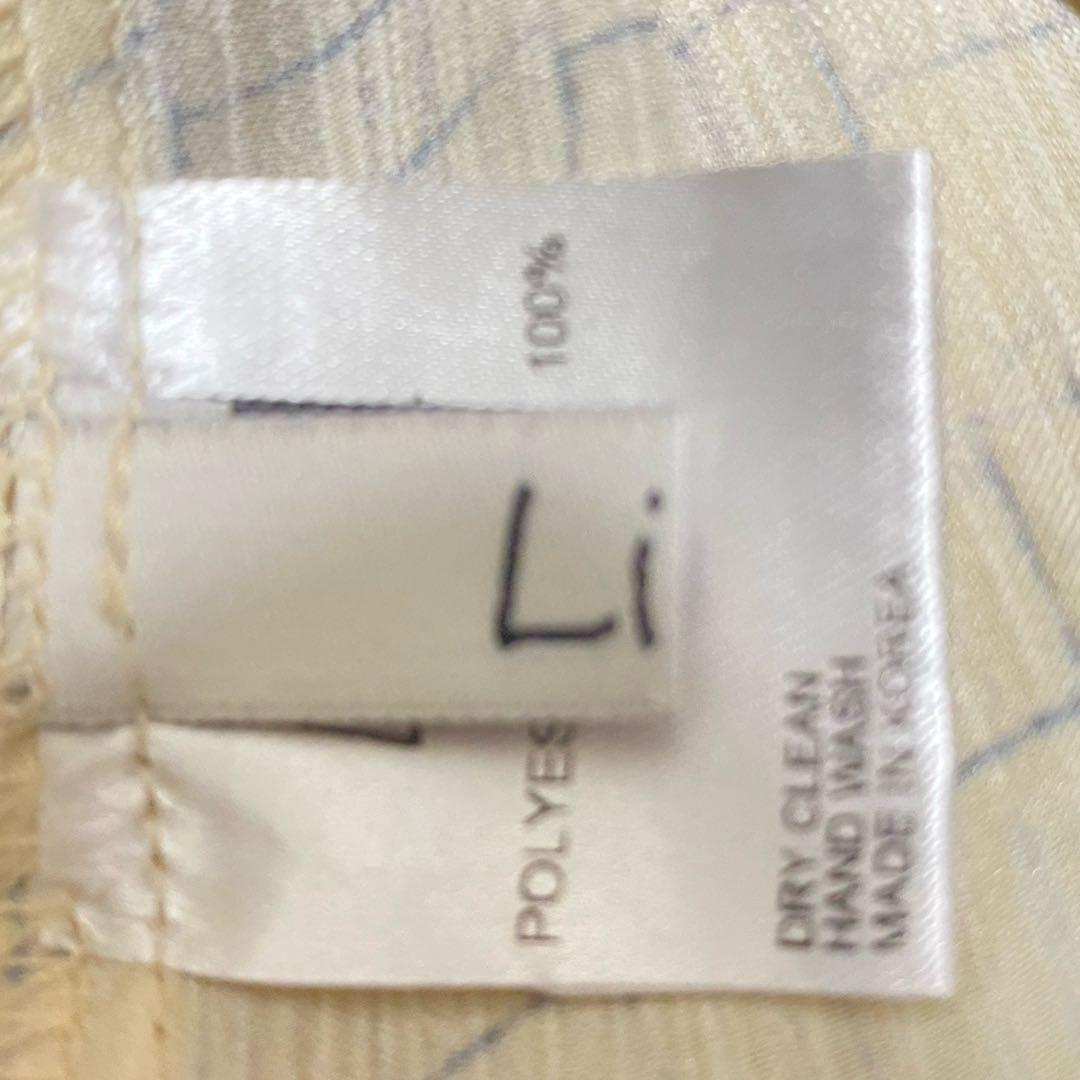 POLYES 100%
Li
DRY CLEAN
HAND WASH
MADE IN KOREA